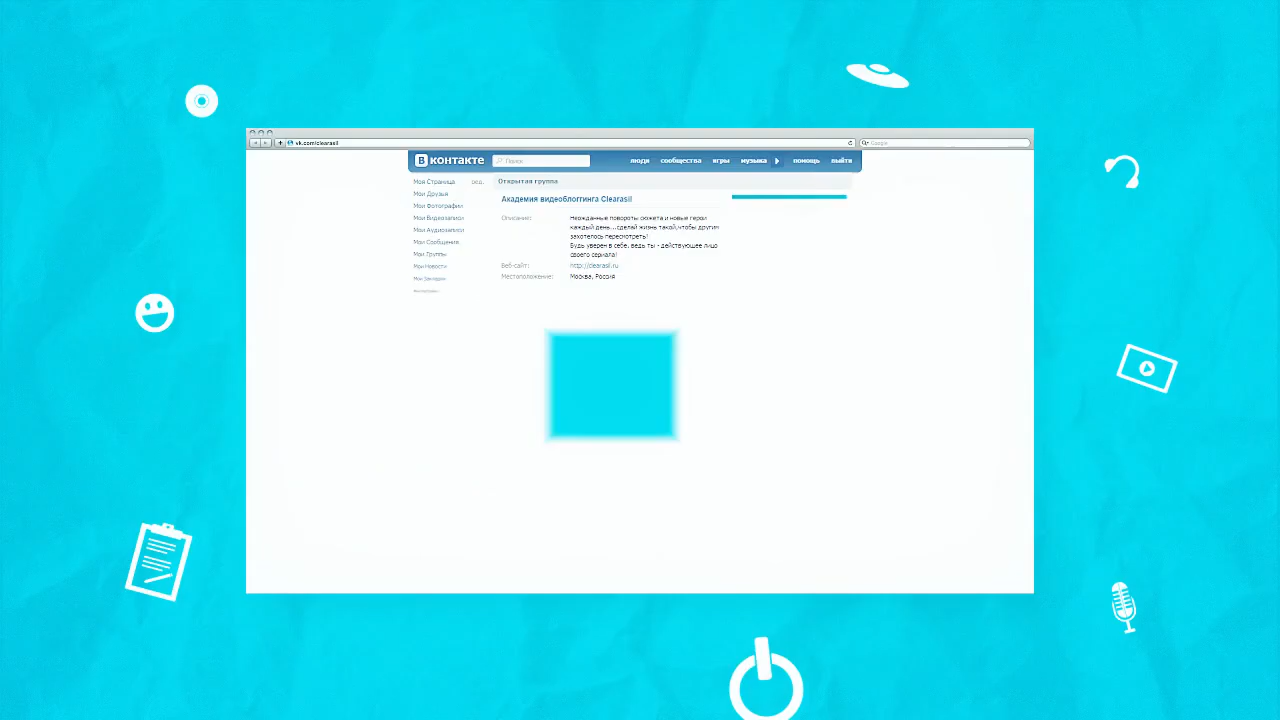 vk.com/clearasil
Google
В контакте
Поиск
люди сообщества игры музыка помощь выйти
Моя Страница ред.
Мои Друзья
Мои Фотографии
Мои Видеозаписи
Мои Аудиозаписи
Мои Сообщения
Мои Группы
Мои Новости
Мои Закладки
Открытая группа
Академия видеоблоггинга Clearasil
Описание:
Неожданные повороты сюжета и новые герои
каждый день...сделай жизнь такой,чтобы другим
захотелось пересмотреть!
Будь уверен в себе, ведь ты - действующее лицо
своего сериала!
Веб-сайт: http://clearasil.ru
Местоположение: Москва, Россия